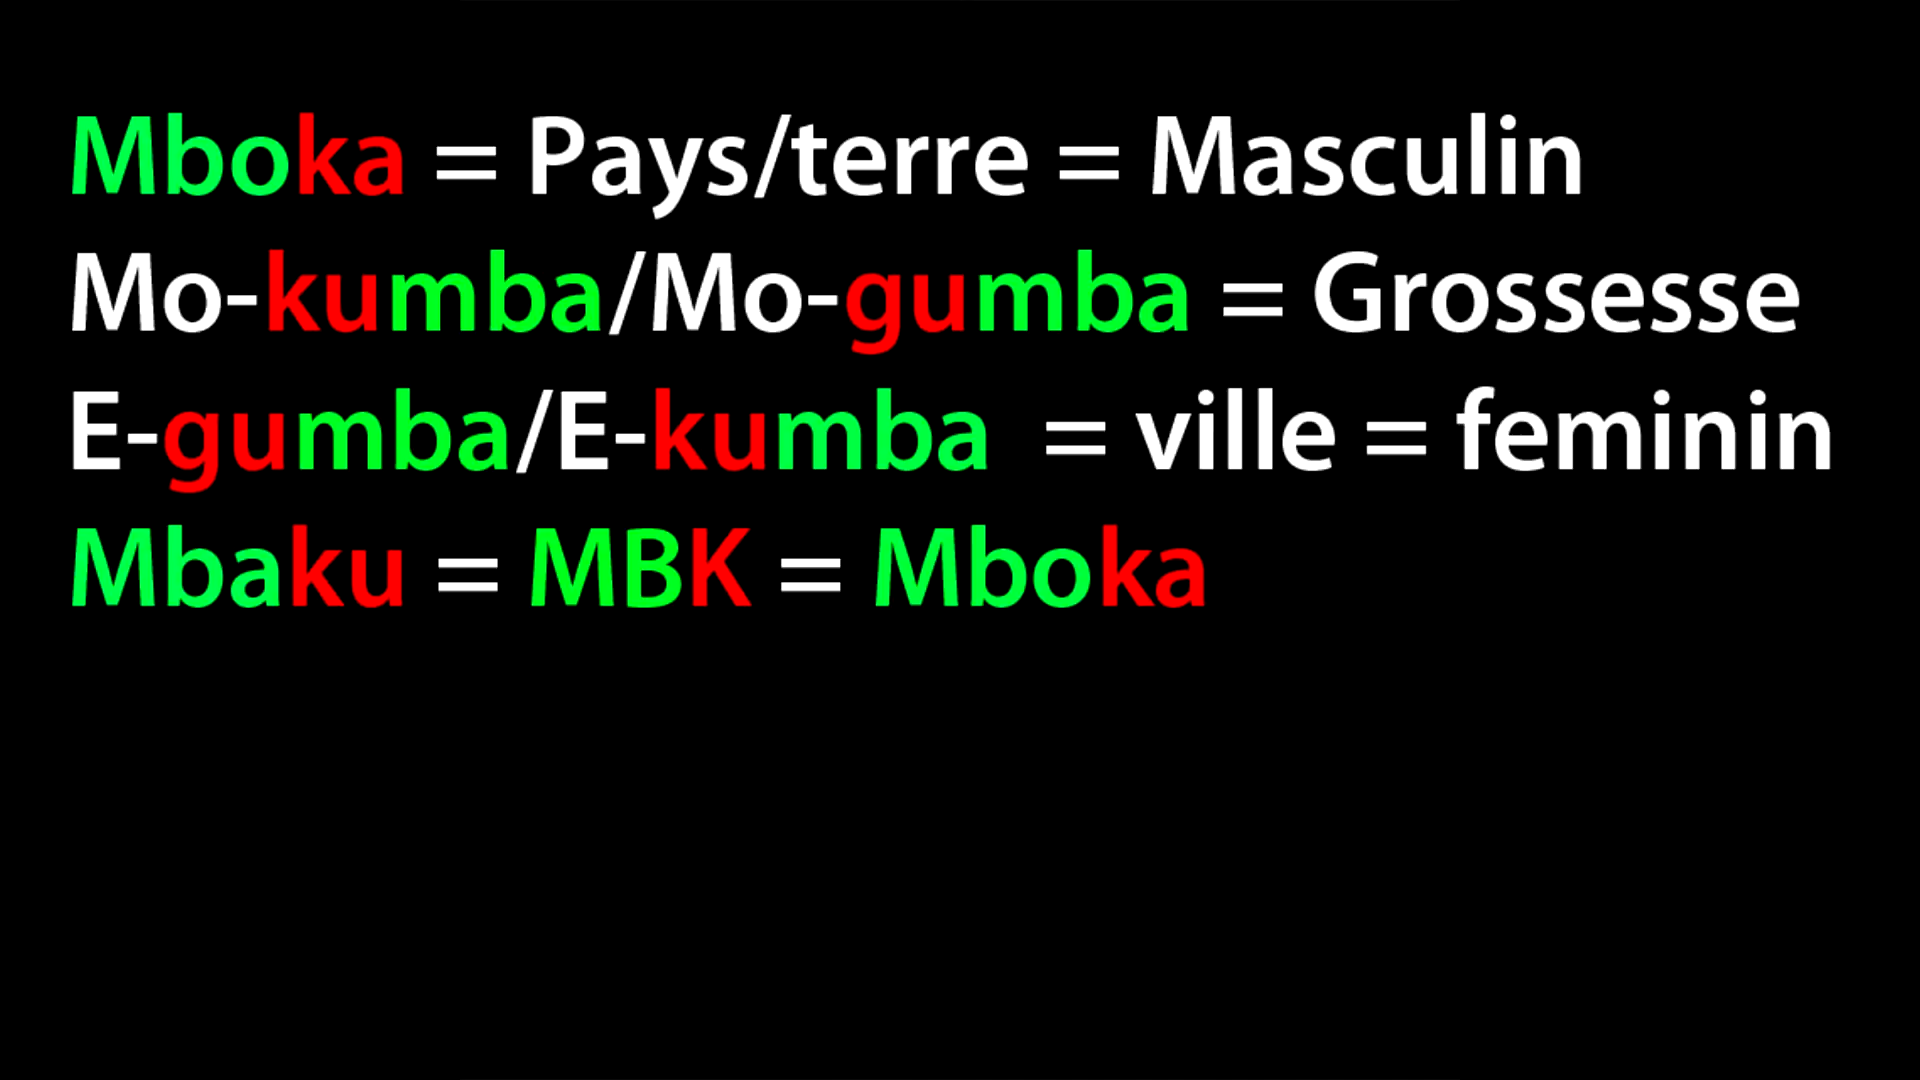 Mboka = Pays/terre = Masculin
Mo-kumba/Mo-gumba = Grossesse
E-gumba/E-kumba = ville = feminin
Mbaku = MBK = Mboka